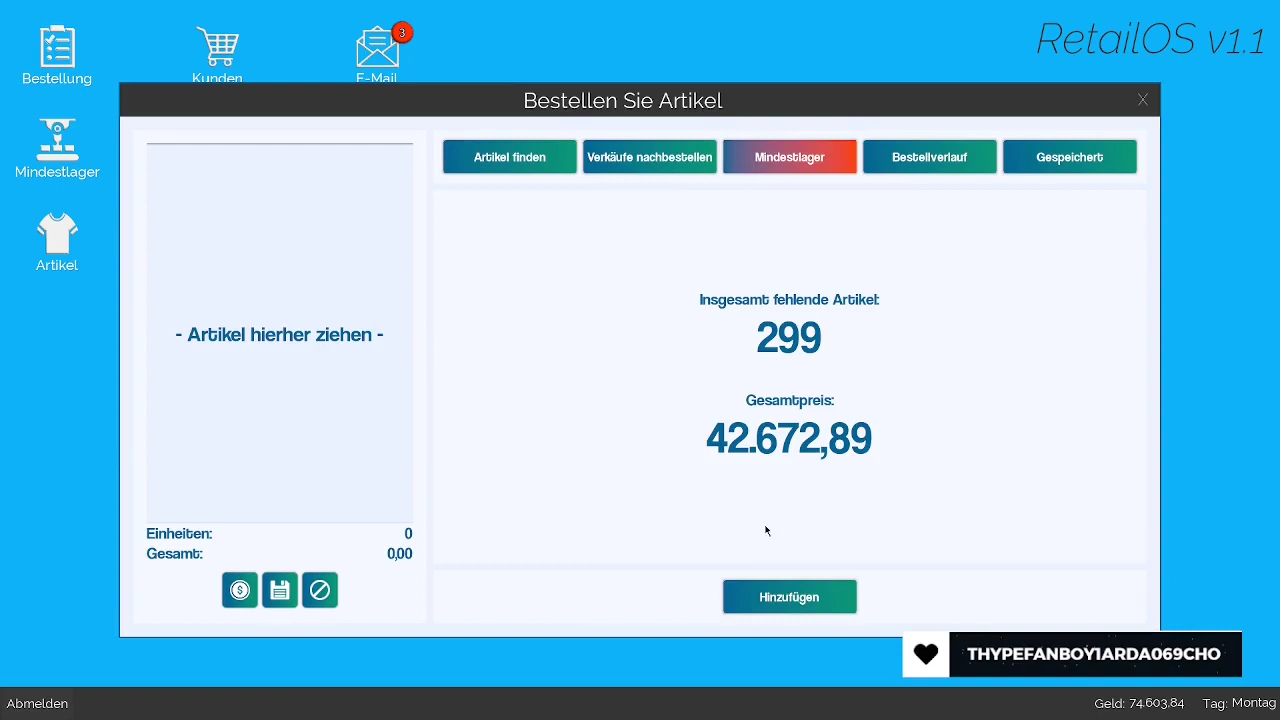 RetailOS v1.1
3
Bestellung
Kunden
E-Mail
Mindestlager
Artikel
Bestellen Sie Artikel
X
Artikel finden
Verkäufe nachbestellen
Mindestlager
Bestellverlauf
Gespeichert
- Artikel hierher ziehen -
Insgesamt fehlende Artikel:
299
Gesamtpreis:
42.672,89
Einheiten: 0
Gesamt: 0,00
Hinzufügen
THYPEFANBOY1ARDA069CHO
Abmelden
Geld: 74.603,84 Tag: Montag